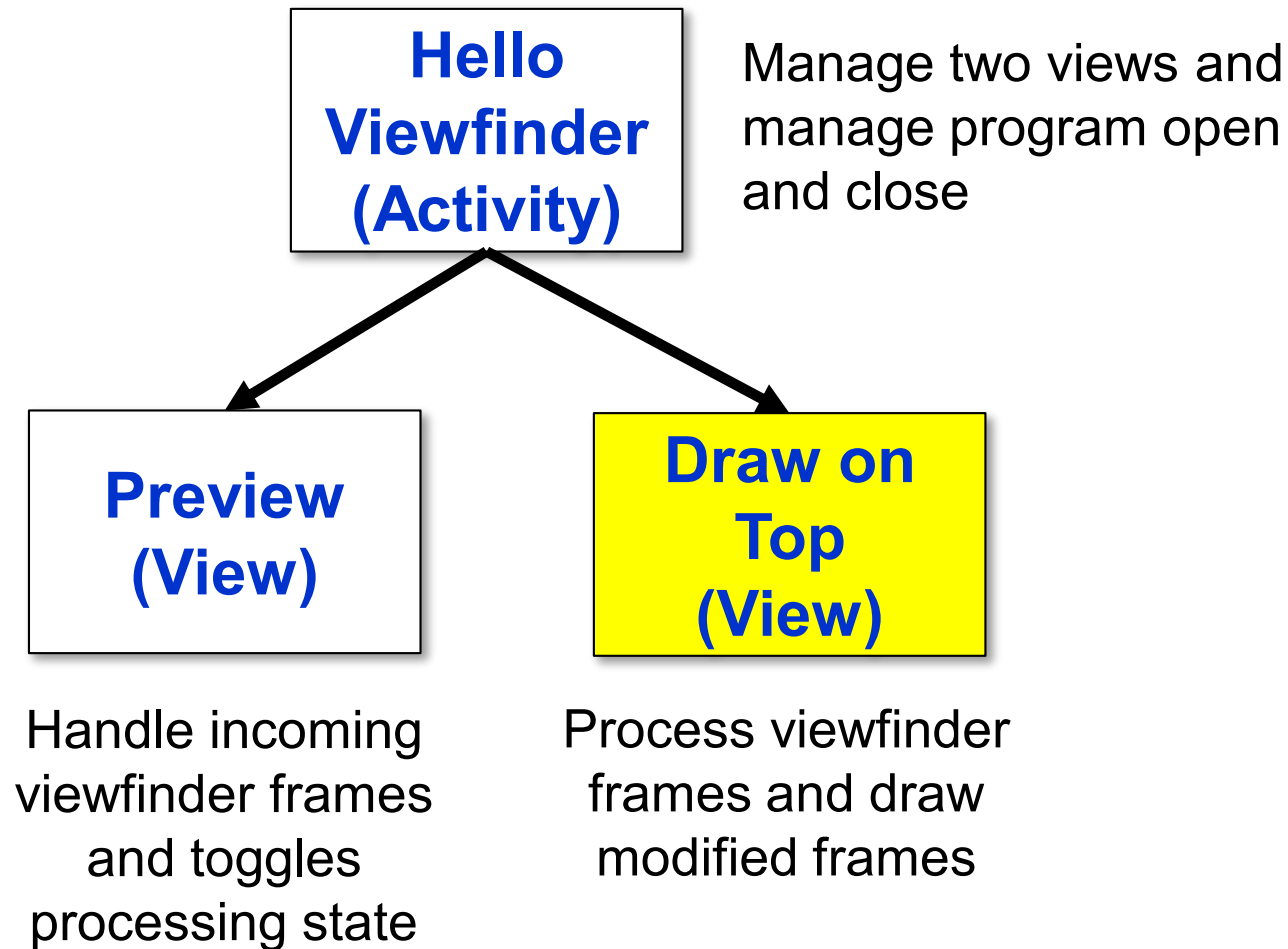 Hello
Viewfinder
(Activity)
Manage two views and
manage program open
and close
Preview
(View)
Draw on
Top
(View)
Handle incoming
viewfinder frames
and toggles
processing state
Process viewfinder
frames and draw
modified frames